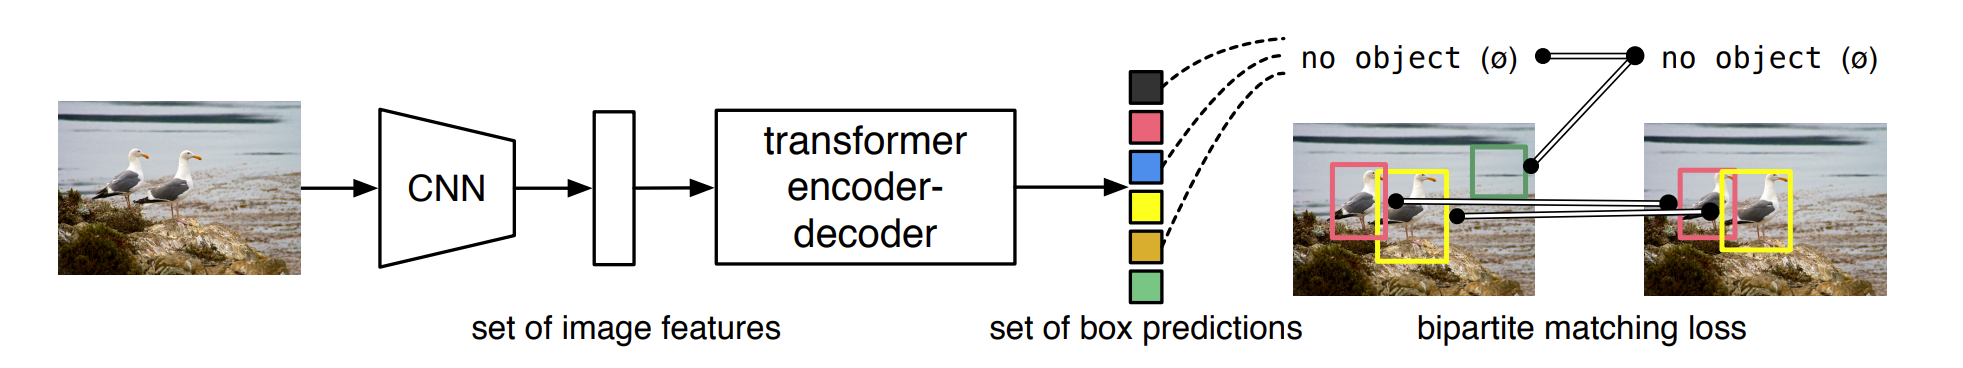 no object (ø)
no object (ø)
CNN
transformer
encoder-
decoder
set of image features
set of box predictions
bipartite matching loss